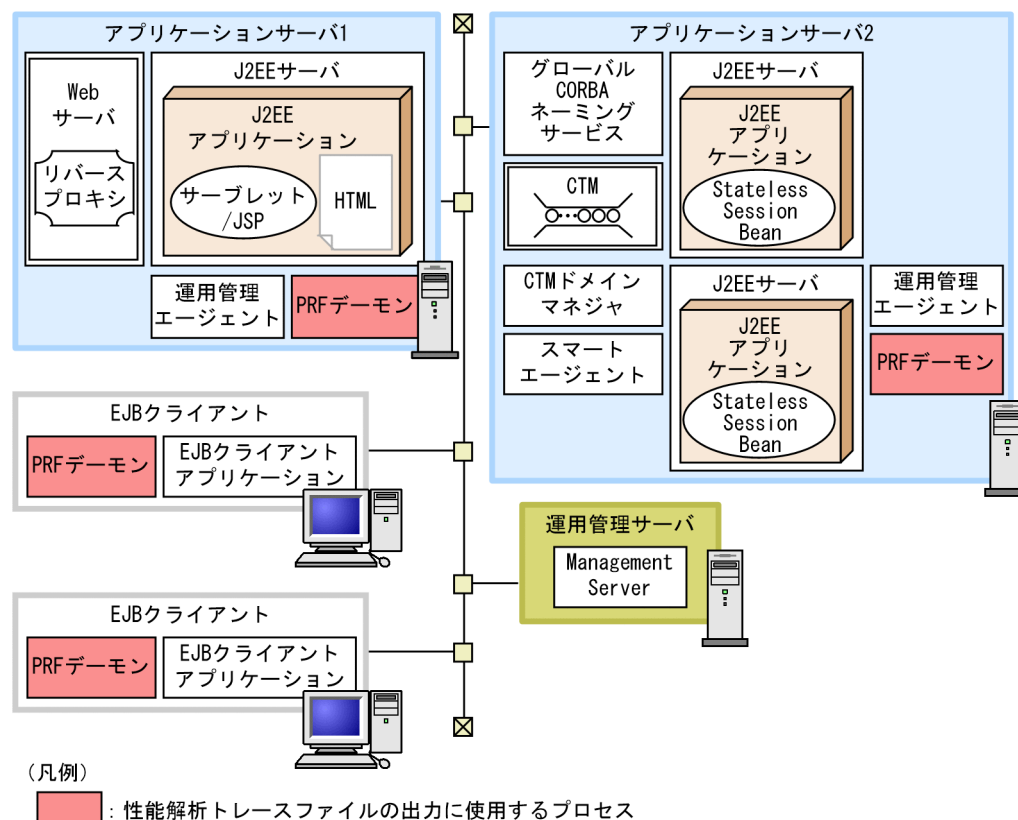 アプリケーションサーバ1
Web
サーバ
リバース
プロキシ
J2EEサーバ
J2EE
アプリケーション
サーブレット
/JSP
HTML
運用管理
エージェント
PRFデーモン
アプリケーションサーバ2
グローバル
CORBA
ネーミング
サービス
CTM
CTMドメイン
マネジャ
スマート
エージェント
J2EEサーバ
J2EE
アプリ
ケーション
Stateless
Session
Bean
J2EEサーバ
J2EE
アプリ
ケーション
Stateless
Session
Bean
運用管理
エージェント
PRFデーモン
EJBクライアント
PRFデーモン
EJBクライアント
アプリケーション
運用管理サーバ
Management
Server
EJBクライアント
PRFデーモン
EJBクライアント
アプリケーション
(凡例)
：性能解析トレースファイルの出力に使用するプロセス